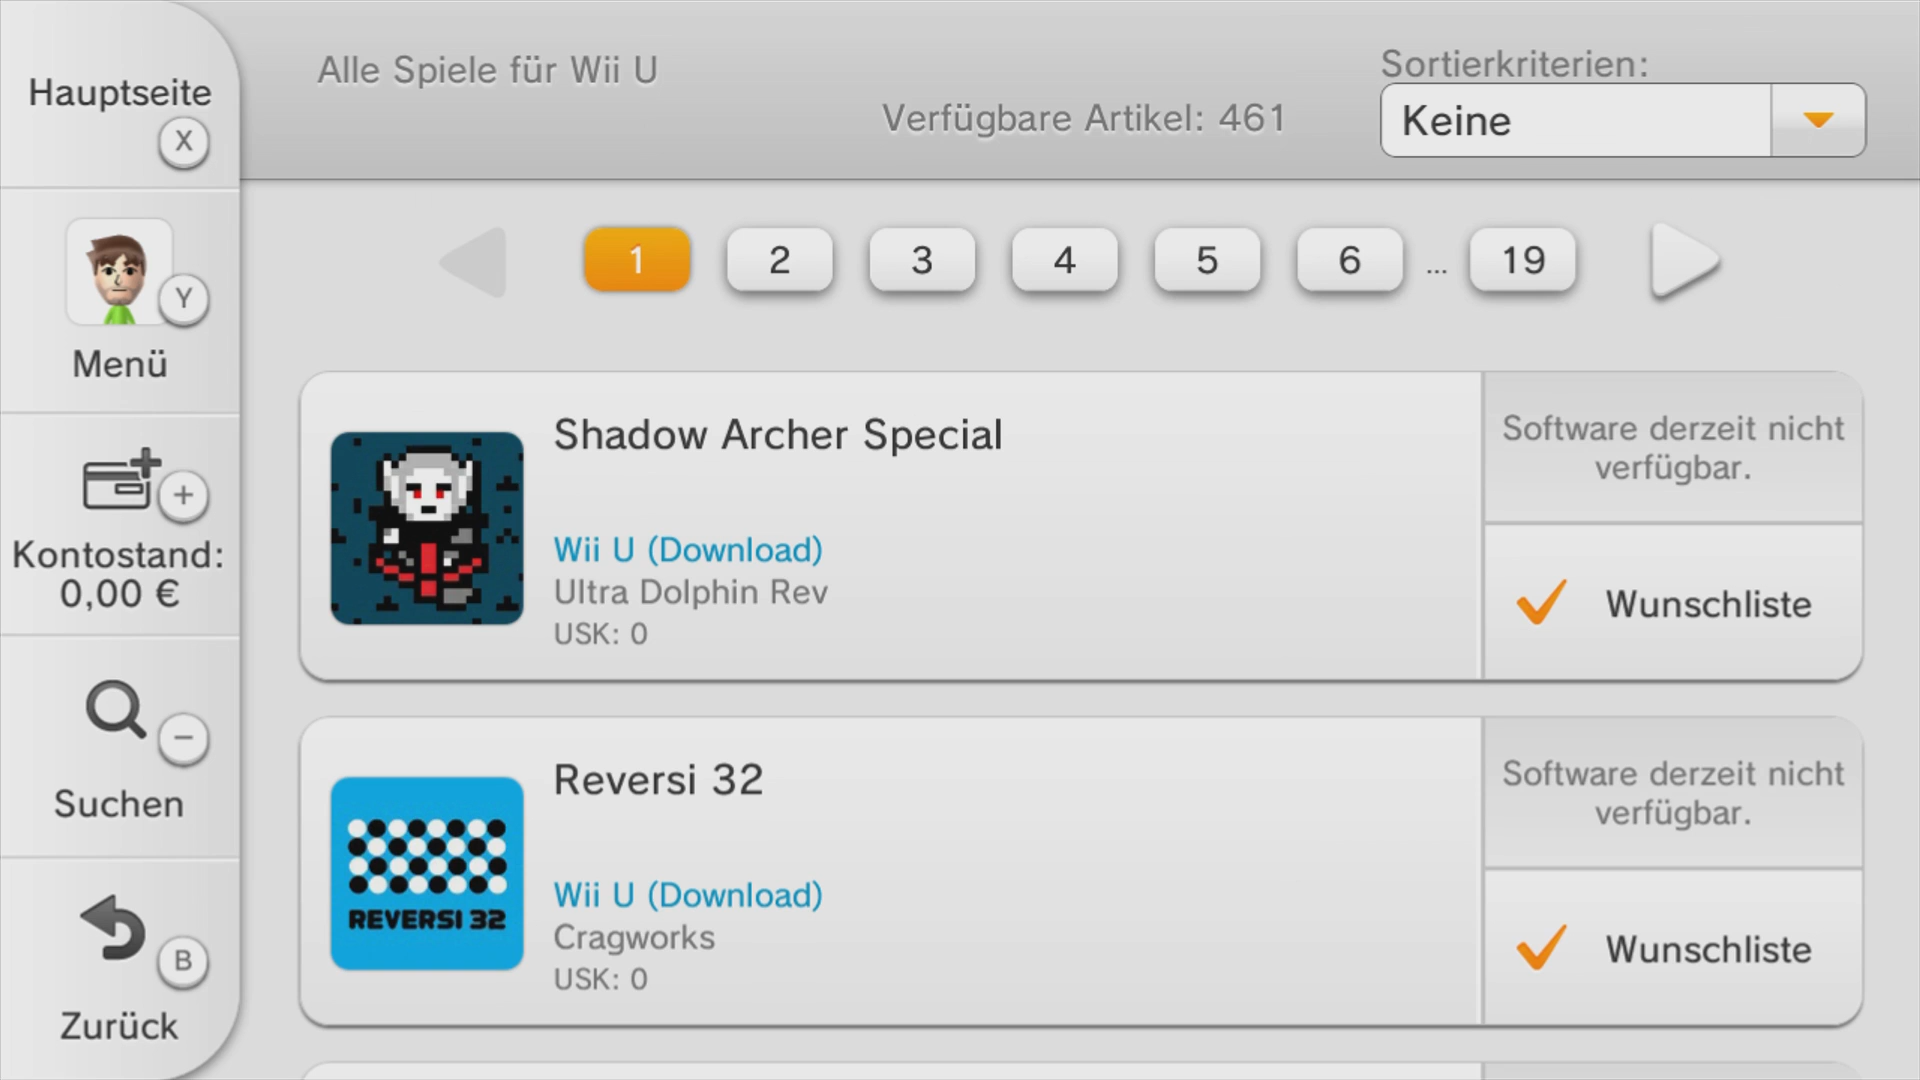 Hauptseite
X
Y
Menü
+
Kontostand:
0,00 €
−
Suchen
B
Zurück
Alle Spiele für Wii U
Verfügbare Artikel: 461
Sortierkriterien:
Keine
1 2 3 4 5 6 ... 19
Shadow Archer Special
Wii U (Download)
Ultra Dolphin Rev
USK: 0
Software derzeit nicht
verfügbar.
Wunschliste
REVERSI 32
Reversi 32
Wii U (Download)
Cragworks
USK: 0
Software derzeit nicht
verfügbar.
Wunschliste